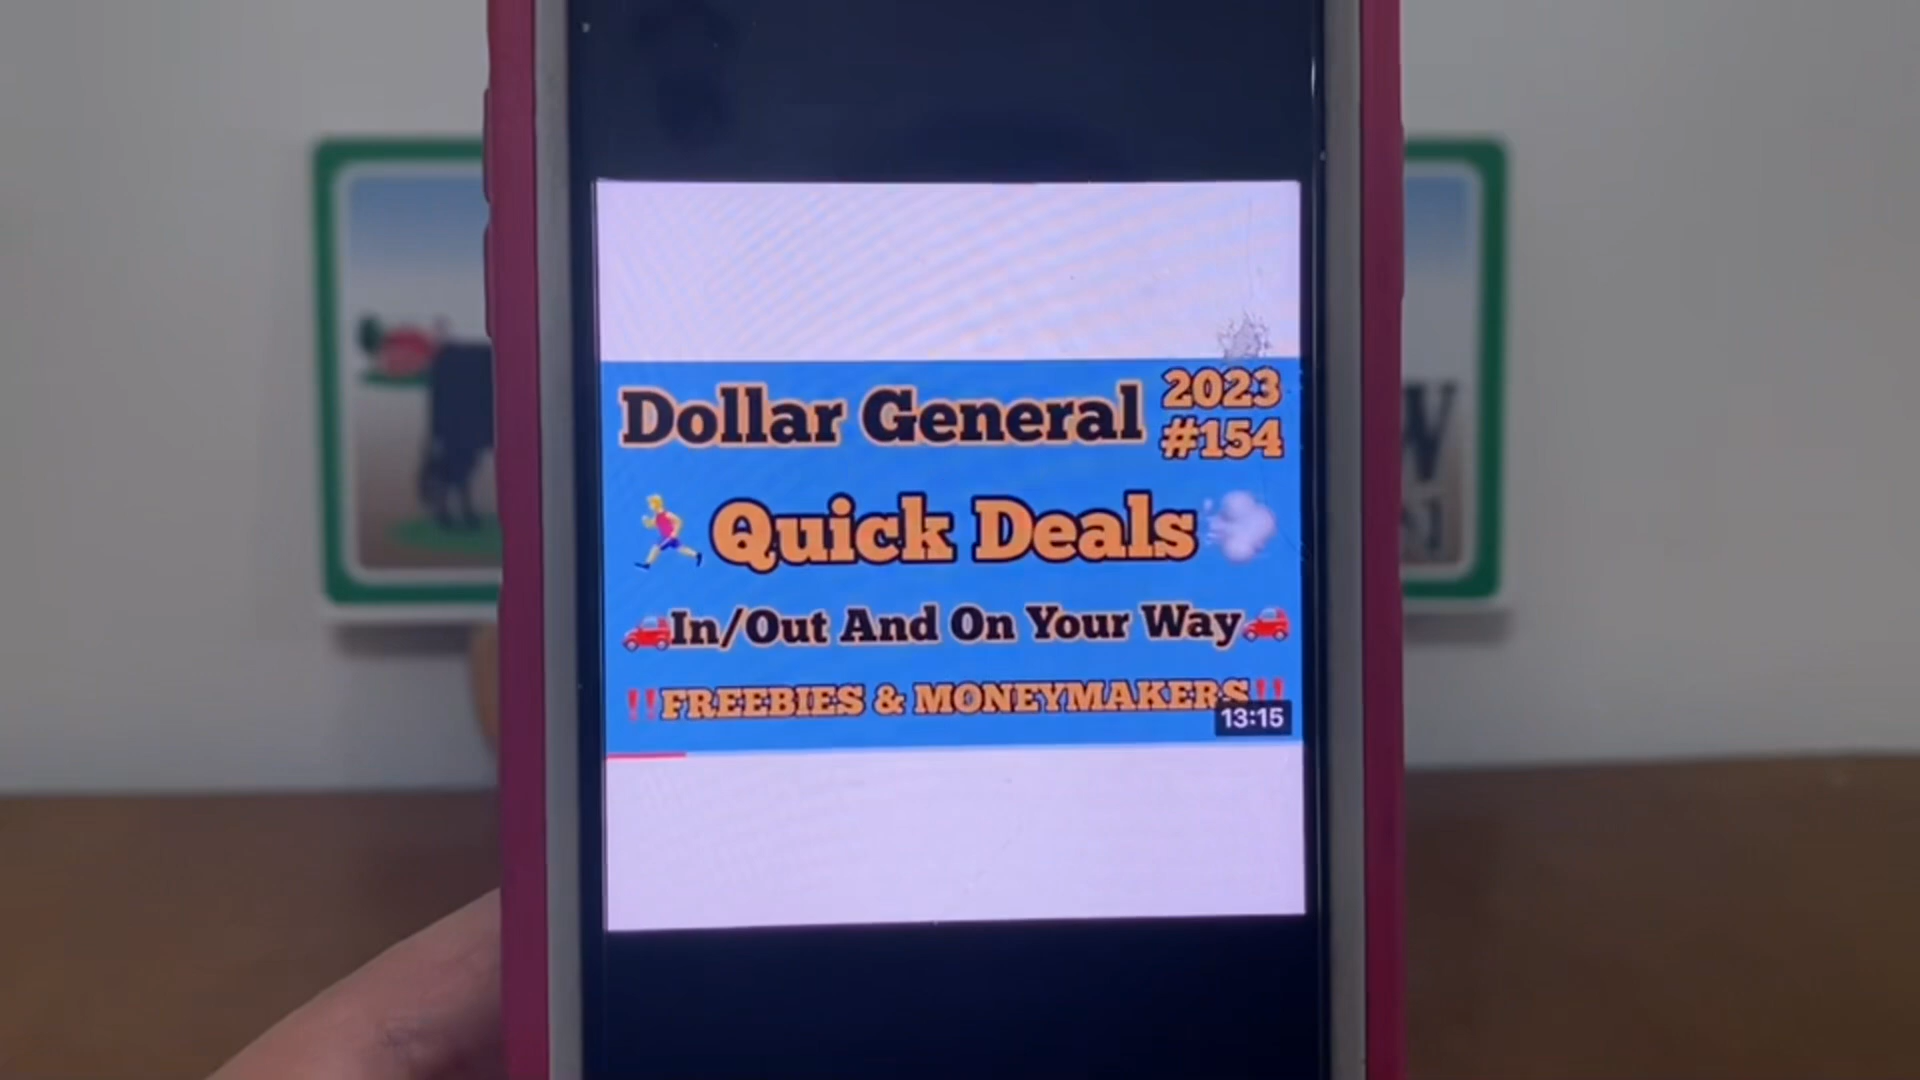 Dollar General
2023
#154
Quick Deals
In/Out And On Your Way
‼FREEBIES & MONEYMAKERS‼
13:15
W